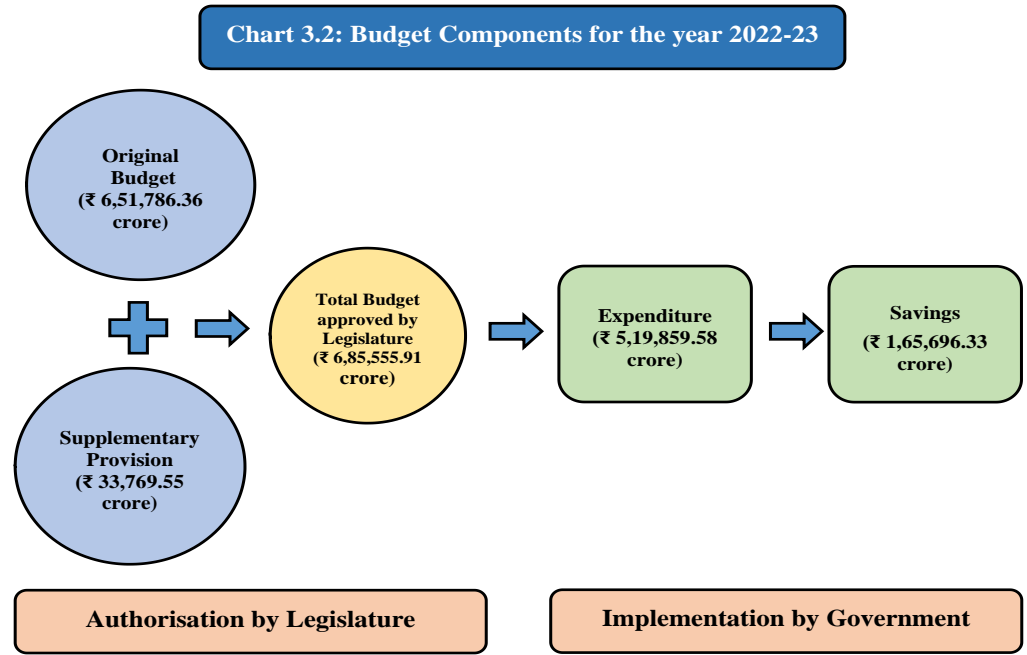 Chart 3.2: Budget Components for the year 2022-23
Original
Budget
(₹ 6,51,786.36
crore)
Supplementary
Provision
(₹ 33,769.55
crore)
Total Budget
approved by
Legislature
(₹ 6,85,555.91
crore)
Expenditure
(₹ 5,19,859.58
crore)
Savings
(₹ 1,65,696.33
crore)
Authorisation by Legislature
Implementation by Government